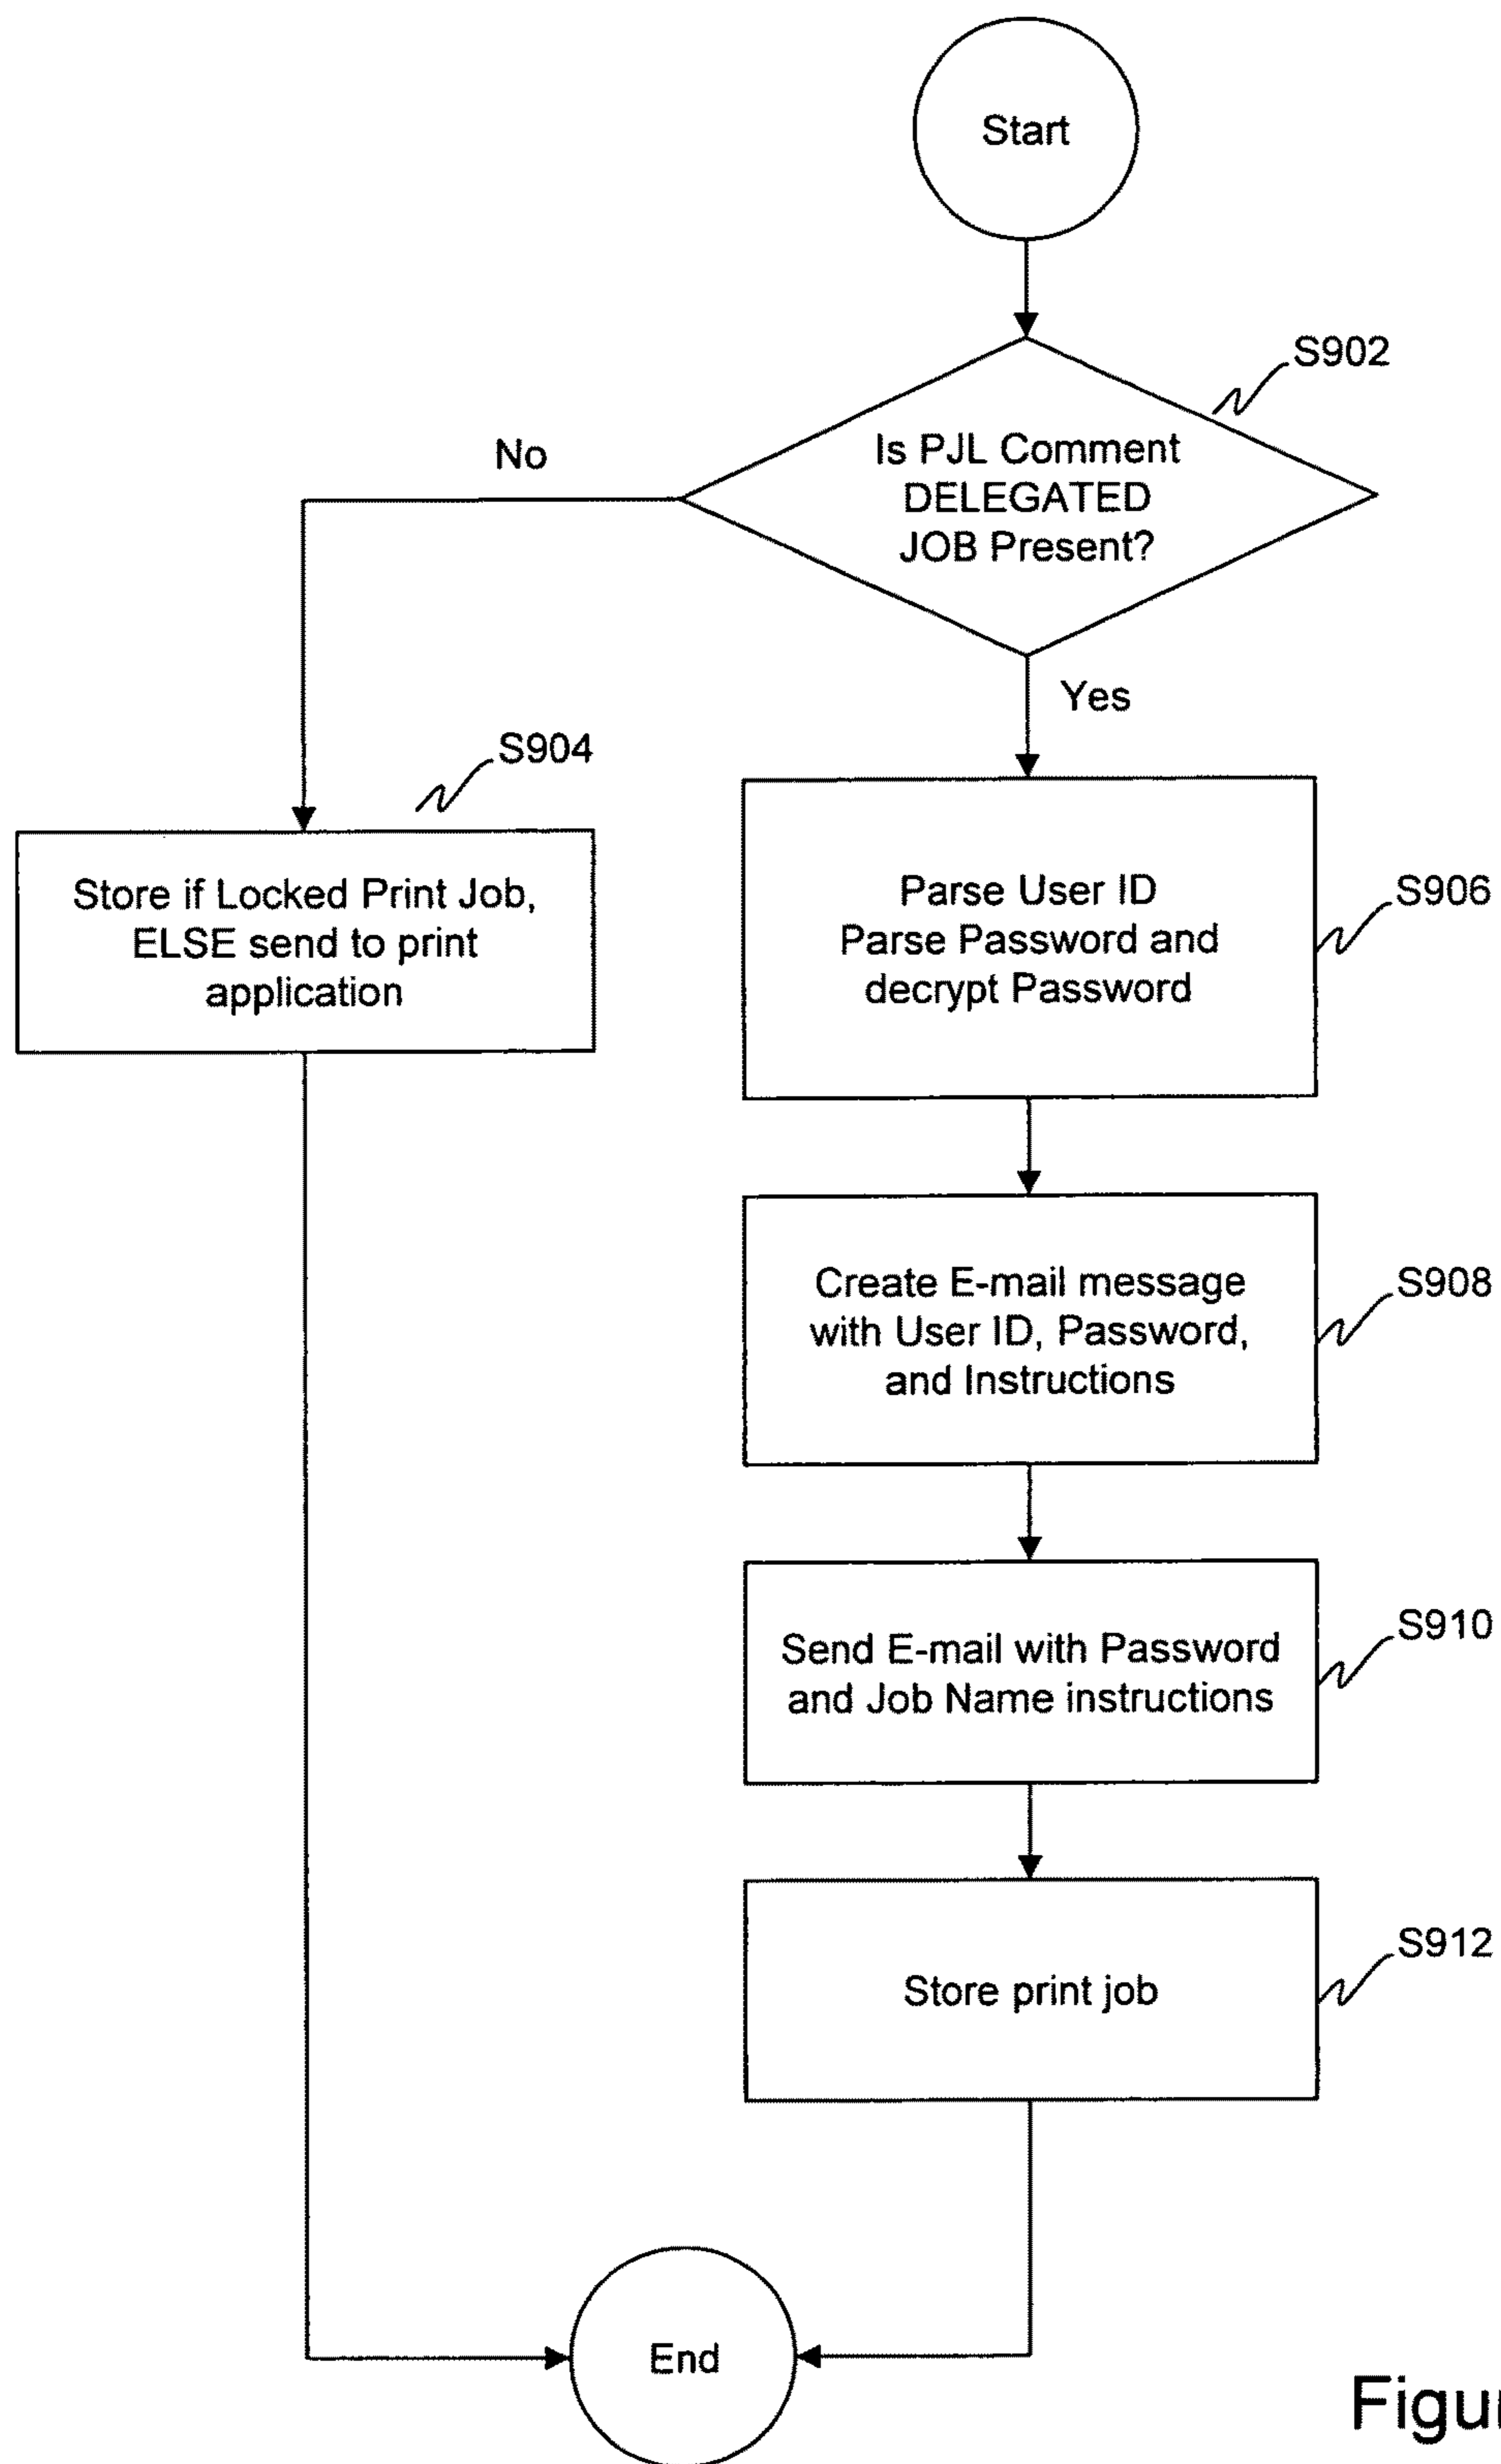 Start
S902
Is PJL Comment
DELEGATED
JOB Present?
No
Yes
S904
Store if Locked Print Job,
ELSE send to print
application
S906
Parse User ID
Parse Password and
decrypt Password
S908
Create E-mail message
with User ID, Password,
and Instructions
S910
Send E-mail with Password
and Job Name instructions
S912
Store print job
End